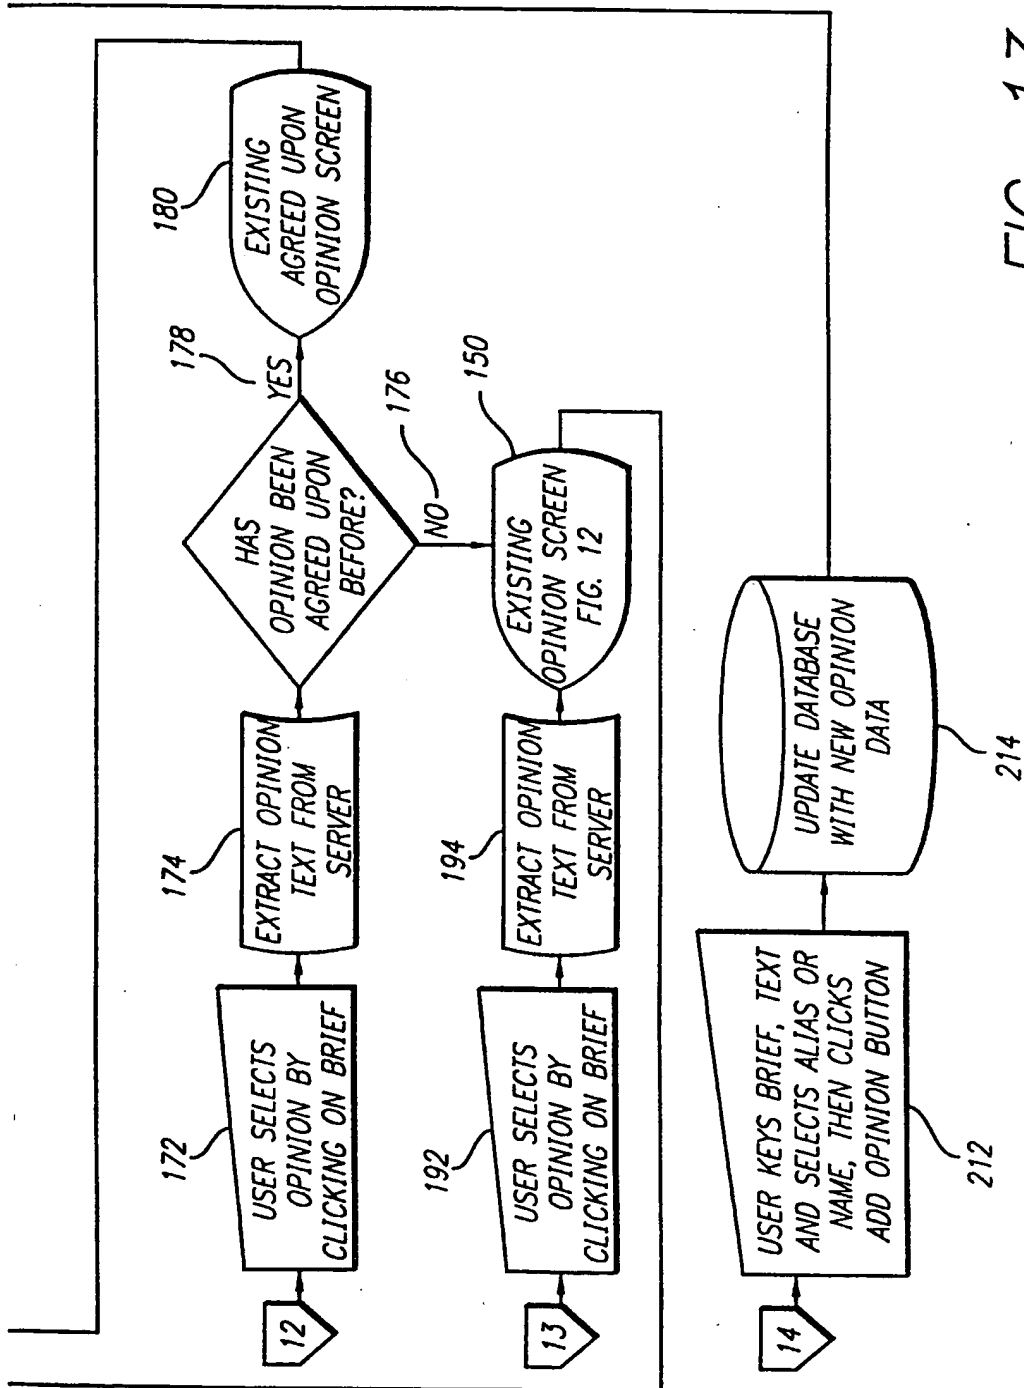 12
172
USER SELECTS
OPINION BY
CLICKING ON BRIEF
174
EXTRACT OPINION
TEXT FROM
SERVER
HAS
OPINION BEEN
AGREED UPON
BEFORE?
178
YES
180
EXISTING
AGREED UPON
OPINION SCREEN
176
NO
13
192
USER SELECTS
OPINION BY
CLICKING ON BRIEF
194
EXTRACT OPINION
TEXT FROM
SERVER
150
EXISTING
OPINION SCREEN
FIG. 12
14
USER KEYS BRIEF, TEXT
AND SELECTS ALIAS OR
NAME, THEN CLICKS
ADD OPINION BUTTON
212
UPDATE DATABASE
WITH NEW OPINION
DATA
214